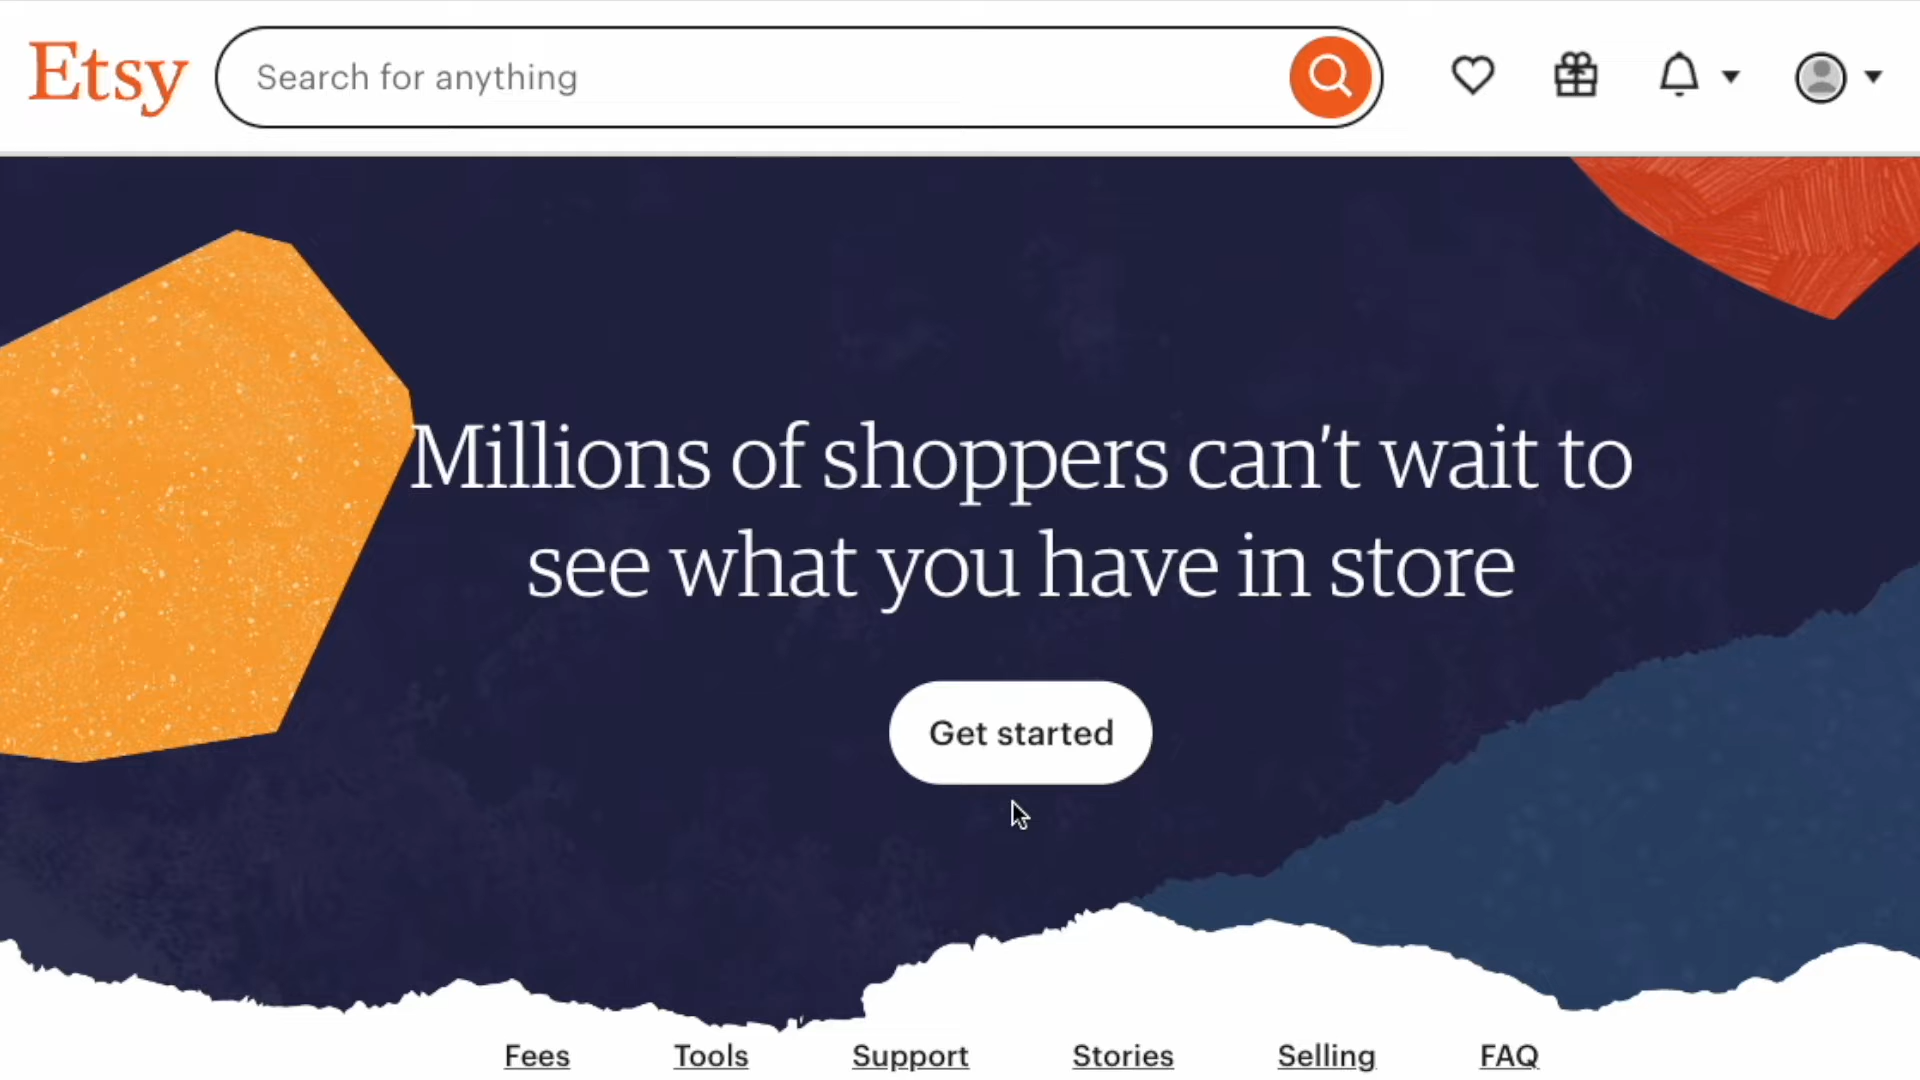 Etsy
Search for anything
Millions of shoppers can't wait to
see what you have in store
Get started
Fees Tools Support Stories Selling FAQ